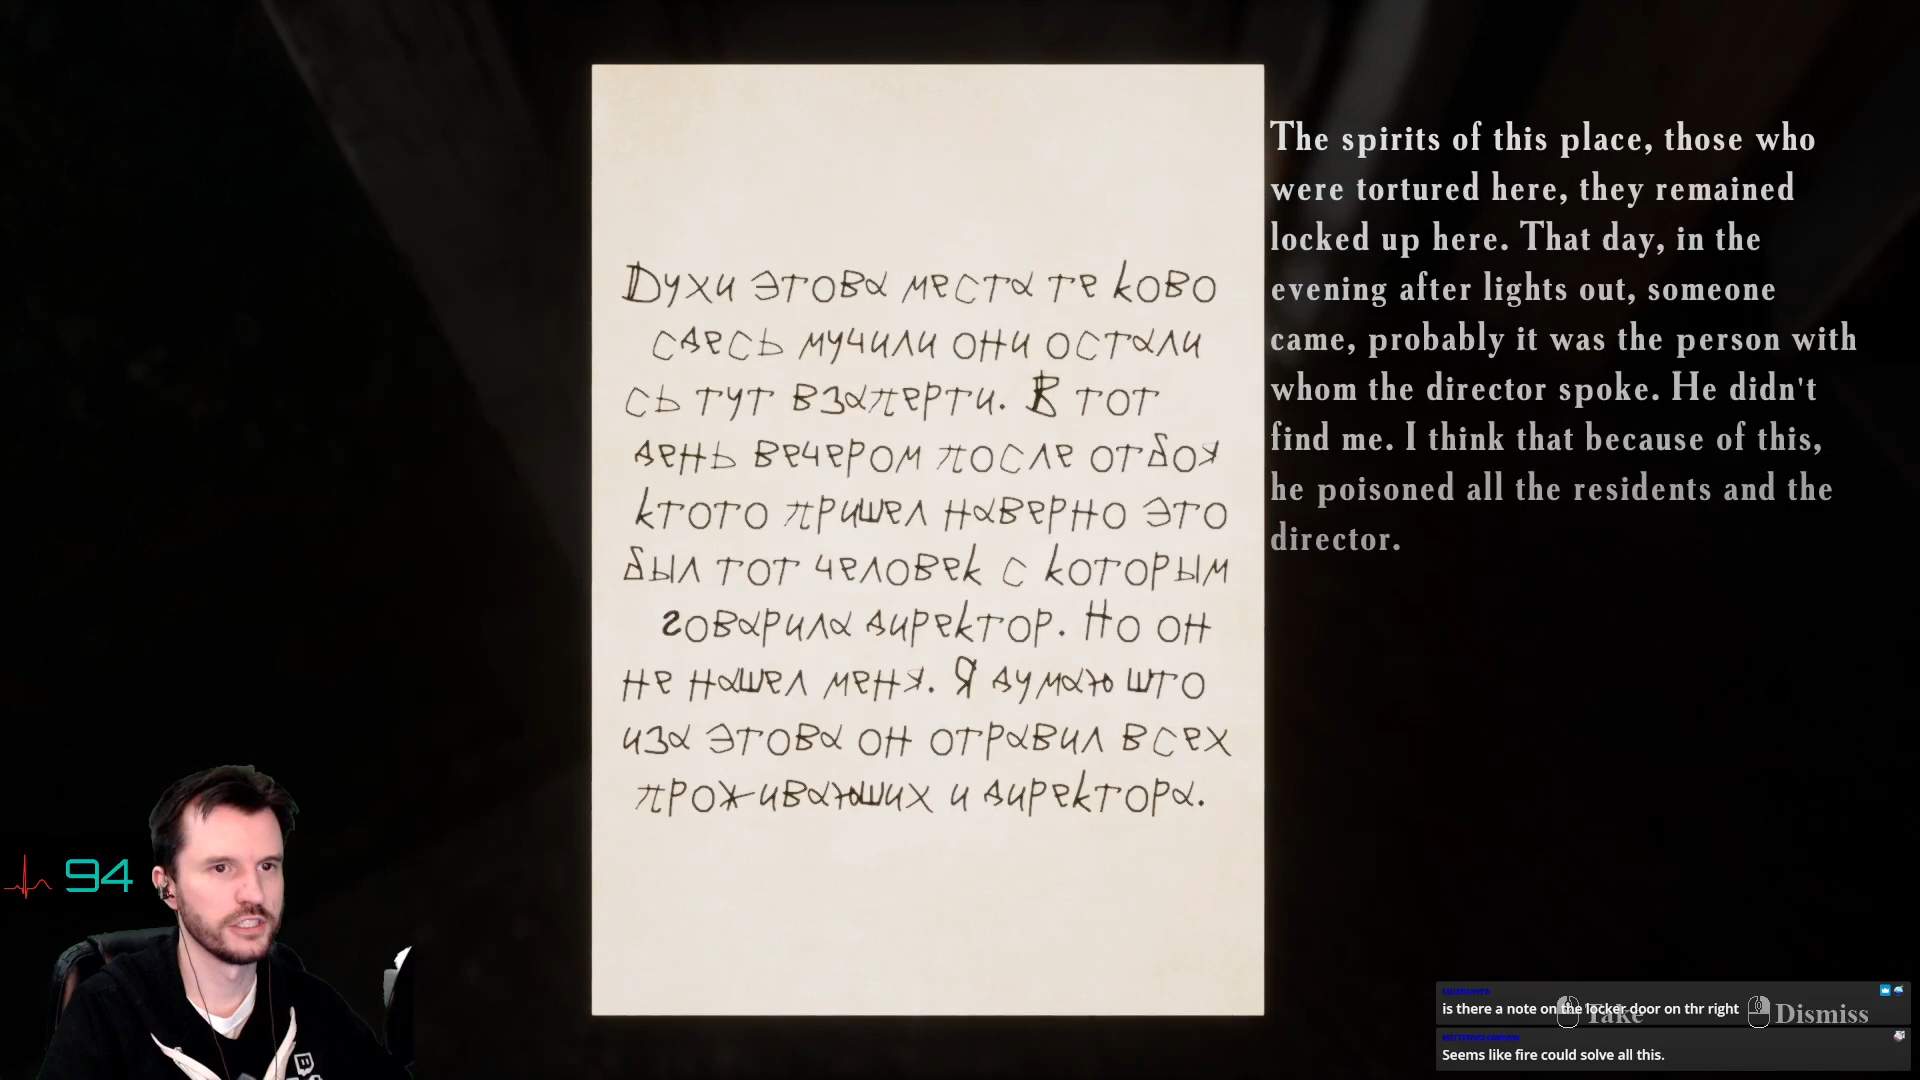 Духи этова места те ково
сдесь мучили они остали
сь тут взаперти. В тот
день вечером после отбоя
ктото пришел наверно это
был тот человек с которым
говарила директор. Но он
не нашел меня. Я думаю што
иза этова он отравил всех
проживаюших и директора.
The spirits of this place, those who
were tortured here, they remained
locked up here. That day, in the
evening after lights out, someone
came, probably it was the person with
whom the director spoke. He didn't
find me. I think that because of this,
he poisoned all the residents and the
director.
94
is there a note on the locker door on thr right
Take
Dismiss
Seems like fire could solve all this.